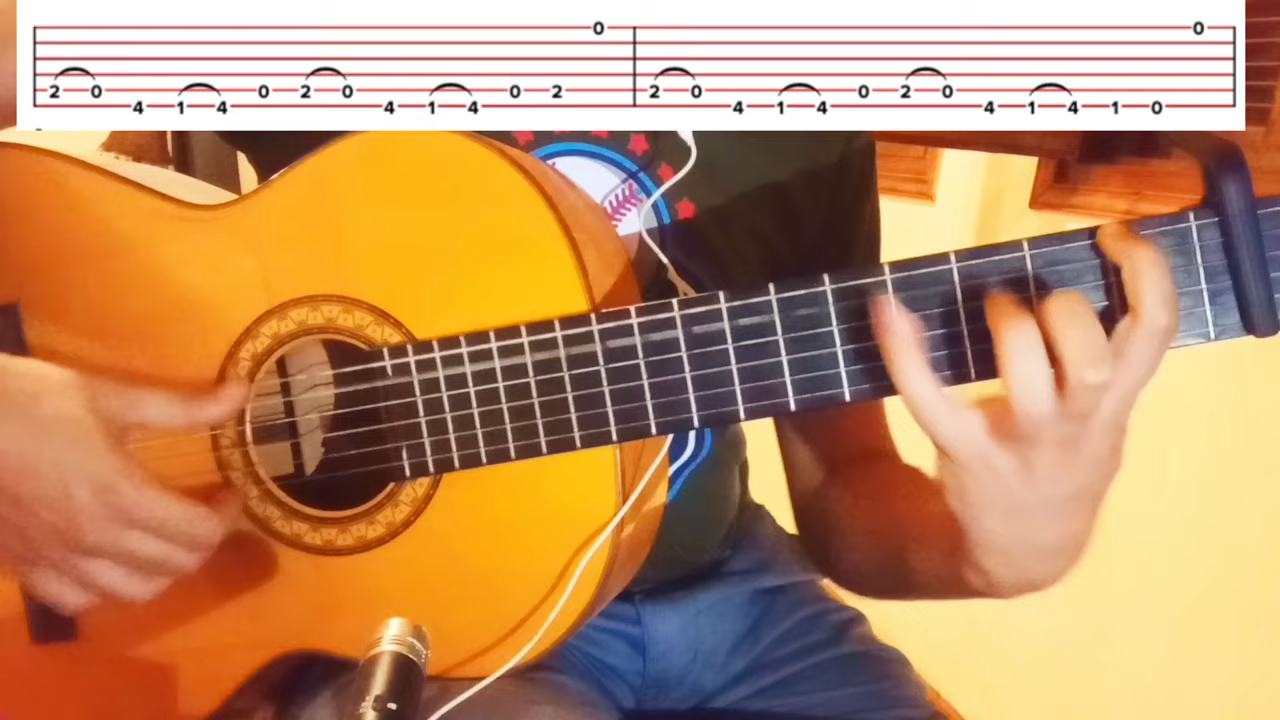 0 0
2 0 0 2 0 0 2 2 0 0 2 0
4 1 4 4 1 4 4 1 4 4 1 4 1 0